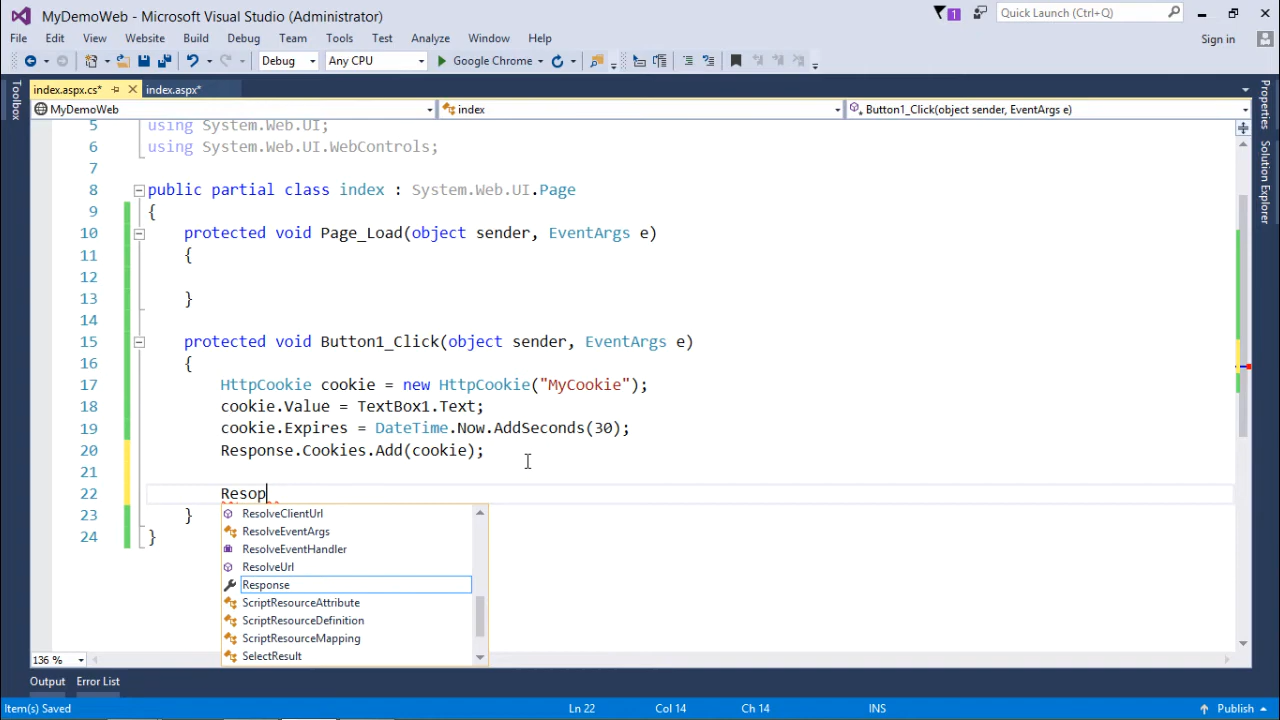 MyDemoWeb - Microsoft Visual Studio (Administrator)
1
Quick Launch (Ctrl+Q)
File Edit View Website Build Debug Team Tools Test Analyze Window Help
Sign in
Debug Any CPU Google Chrome
index.aspx.cs* index.aspx*
MyDemoWeb index Button1_Click(object sender, EventArgs e)
Toolbox
Properties
Solution Explorer
5 using System.Web.UI;
6 using System.Web.UI.WebControls;
7
8 public partial class index : System.Web.UI.Page
9 {
10 protected void Page_Load(object sender, EventArgs e)
11 {
12
13 }
14
15 protected void Button1_Click(object sender, EventArgs e)
16 {
17 HttpCookie cookie = new HttpCookie("MyCookie");
18 cookie.Value = TextBox1.Text;
19 cookie.Expires = DateTime.Now.AddSeconds(30);
20 Response.Cookies.Add(cookie);
21
22 Resop
23 }
24 }
ResolveClientUrl
ResolveEventArgs
ResolveEventHandler
ResolveUrl
Response
ScriptResourceAttribute
ScriptResourceDefinition
ScriptResourceMapping
SelectResult
136 %
Output Error List
Item(s) Saved Ln 22 Col 14 Ch 14 INS Publish